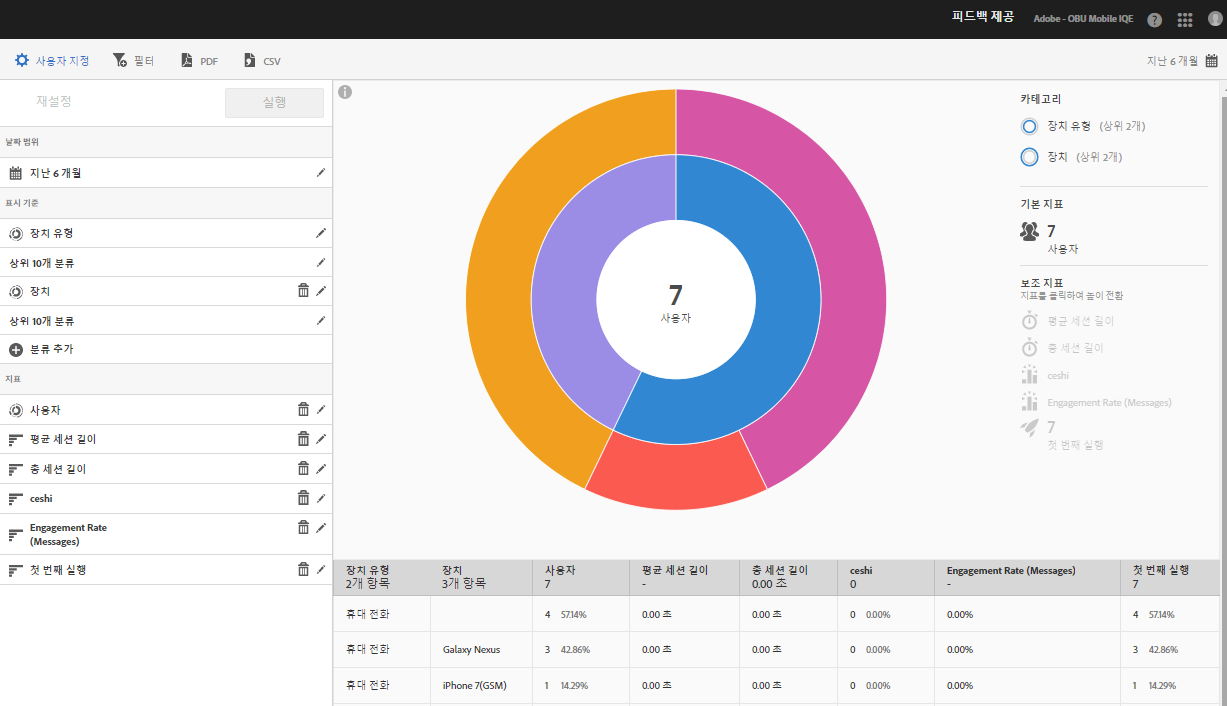 피드백 제공
Adobe - OBU Mobile IQE
?
사용자 지정
필터
PDF
CSV
지난 6 개월
재설정
실행
날짜 범위
지난 6 개월
표시 기준
장치 유형
상위 10개 분류
장치
상위 10개 분류
분류 추가
지표
사용자
평균 세션 길이
총 세션 길이
ceshi
Engagement Rate
(Messages)
첫 번째 실행
i
7
사용자
카테고리
장치 유형 (상위 2개)
장치 (상위 2개)
기본 지표
7
사용자
보조 지표
지표를 클릭하여 높이 전환
평균 세션 길이
총 세션 길이
ceshi
Engagement Rate (Messages)
7
첫 번째 실행
장치 유형 장치 사용자 평균 세션 길이 총 세션 길이 ceshi Engagement Rate (Messages) 첫 번째 실행
2개 항목 3개 항목 7 - 0.00 초 0 - 7
휴대 전화 4 57.14% 0.00 초 0.00 초 0 0.00% 0.00% 4 57.14%
휴대 전화 Galaxy Nexus 3 42.86% 0.00 초 0.00 초 0 0.00% 0.00% 3 42.86%
휴대 전화 iPhone 7(GSM) 1 14.29% 0.00 초 0.00 초 0 0.00% 0.00% 1 14.29%